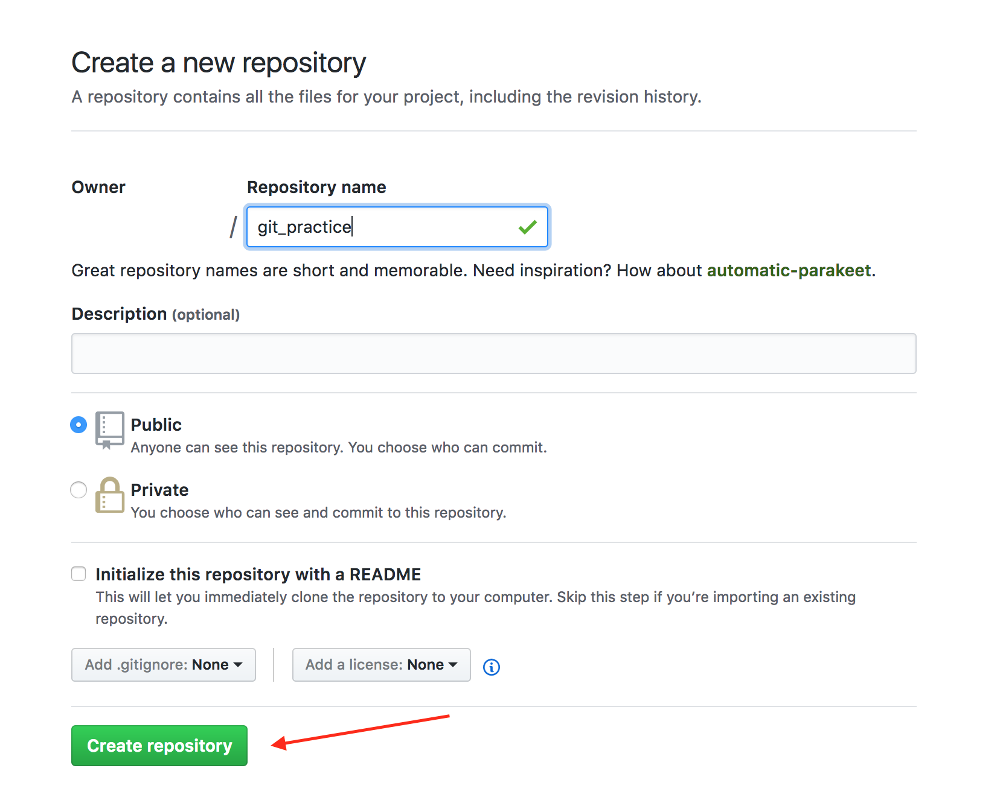 Create a new repository
A repository contains all the files for your project, including the revision history.
Owner
Repository name
/
git_practice
Great repository names are short and memorable. Need inspiration? How about automatic-parakeet.
Description (optional)
Public
Anyone can see this repository. You choose who can commit.
Private
You choose who can see and commit to this repository.
Initialize this repository with a README
This will let you immediately clone the repository to your computer. Skip this step if you’re importing an existing
repository.
Add .gitignore: None
Add a license: None
Create repository